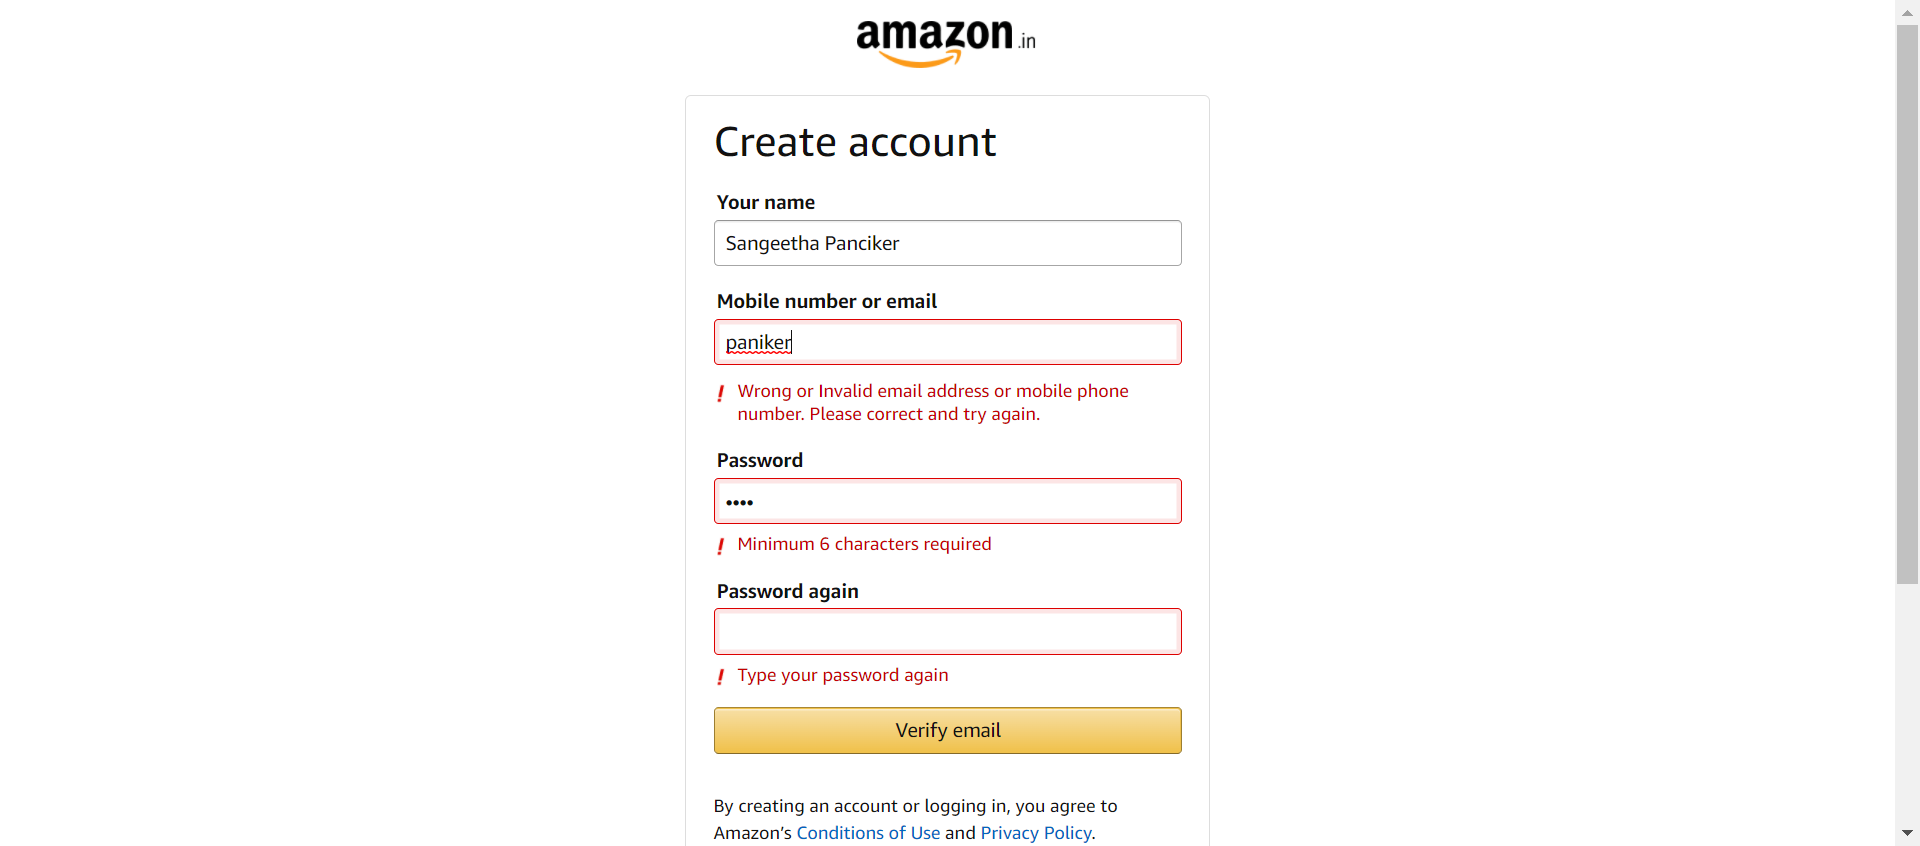 amazon.in
Create account
Your name
Sangeetha Panciker
Mobile number or email
paniker
! Wrong or Invalid email address or mobile phone
number. Please correct and try again.
Password
••••
! Minimum 6 characters required
Password again
! Type your password again
Verify email
By creating an account or logging in, you agree to
Amazon’s Conditions of Use and Privacy Policy.